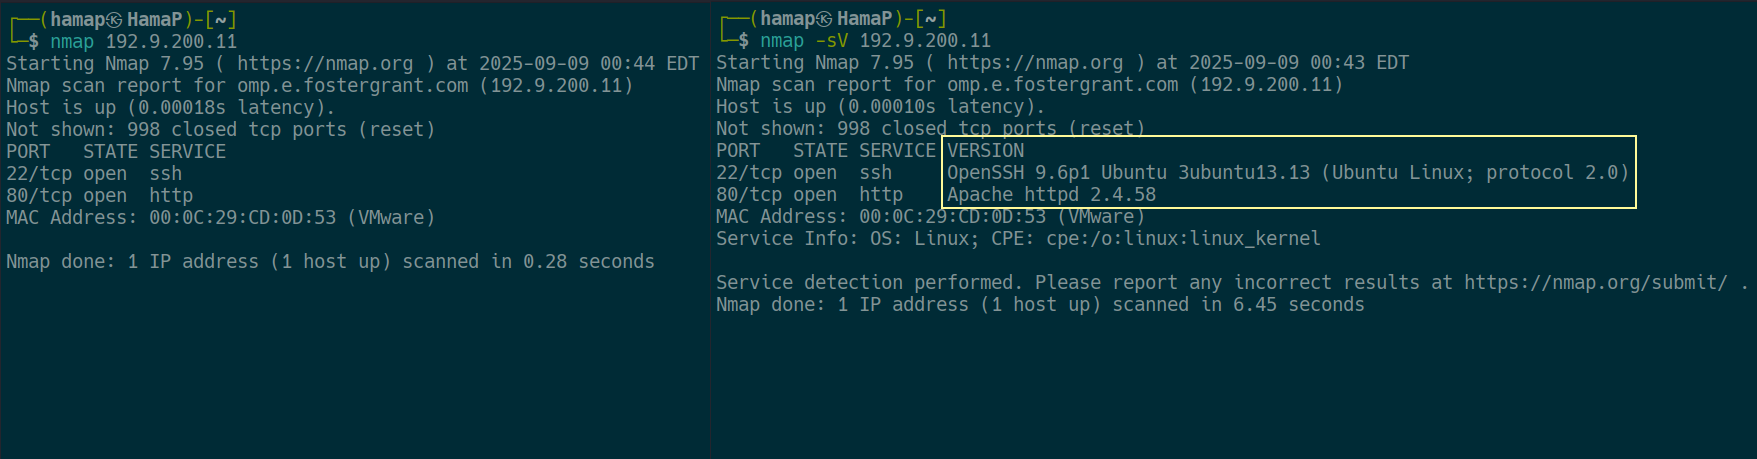 ┌──(hamap㉿HamaP)-[~]
└─$ nmap 192.9.200.11
Starting Nmap 7.95 ( https://nmap.org ) at 2025-09-09 00:44 EDT
Nmap scan report for omp.e.fostergrant.com (192.9.200.11)
Host is up (0.00018s latency).
Not shown: 998 closed tcp ports (reset)
PORT   STATE SERVICE
22/tcp open  ssh
80/tcp open  http
MAC Address: 00:0C:29:CD:0D:53 (VMware)
Nmap done: 1 IP address (1 host up) scanned in 0.28 seconds
┌──(hamap㉿HamaP)-[~]
└─$ nmap -sV 192.9.200.11
Starting Nmap 7.95 ( https://nmap.org ) at 2025-09-09 00:43 EDT
Nmap scan report for omp.e.fostergrant.com (192.9.200.11)
Host is up (0.00010s latency).
Not shown: 998 closed tcp ports (reset)
PORT   STATE SERVICE VERSION
22/tcp open  ssh     OpenSSH 9.6p1 Ubuntu 3ubuntu13.13 (Ubuntu Linux; protocol 2.0)
80/tcp open  http    Apache httpd 2.4.58
MAC Address: 00:0C:29:CD:0D:53 (VMware)
Service Info: OS: Linux; CPE: cpe:/o:linux:linux_kernel
Service detection performed. Please report any incorrect results at https://nmap.org/submit/ .
Nmap done: 1 IP address (1 host up) scanned in 6.45 seconds